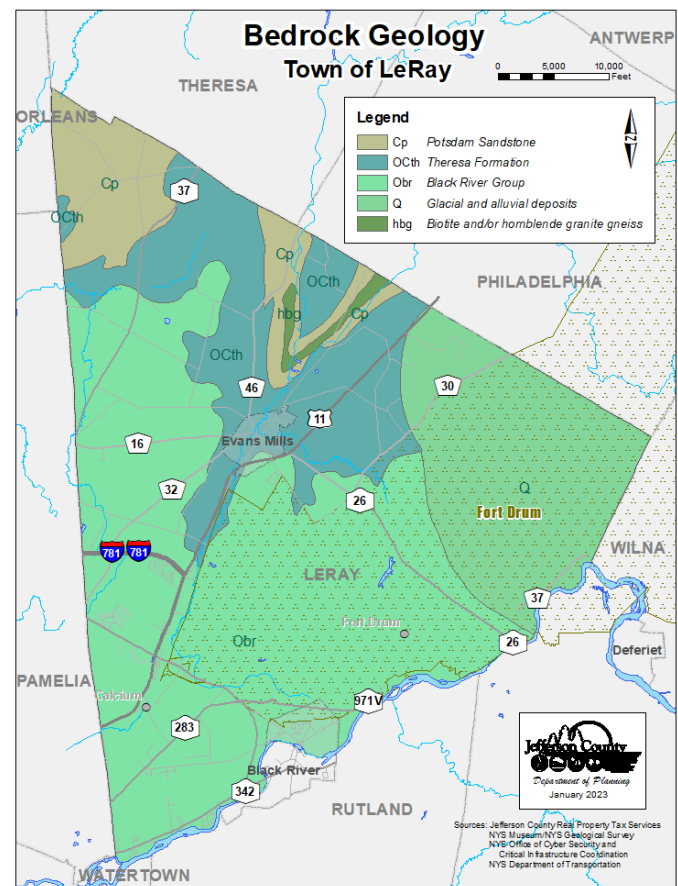 Bedrock Geology
Town of LeRay
ANTWERP
0 5,000 10,000
Feet
THERESA
ORLEANS
Legend
Cp Potsdam Sandstone
OCth Theresa Formation
Obr Black River Group
Q Glacial and alluvial deposits
hbg Biotite and/or hornblende granite gneiss
N
Cp
37
OCth
Cp
OCth
PHILADELPHIA
hbg
Cp
OCth
46
30
11
Evans Mills
16
32
26
Q
Fort Drum
781
781
WILNA
LERAY
37
Fort Drum
Obr
26
Deferiet
PAMELIA
Calcium
971V
283
Black River
342
RUTLAND
WATERTOWN
Jefferson County
Department of Planning
January 2023
Sources: Jefferson County Real Property Tax Services
NYS Museum/NYS Geological Survey
NYS Office of Cyber Security and
Critical Infrastructure Coordination
NYS Department of Transportation